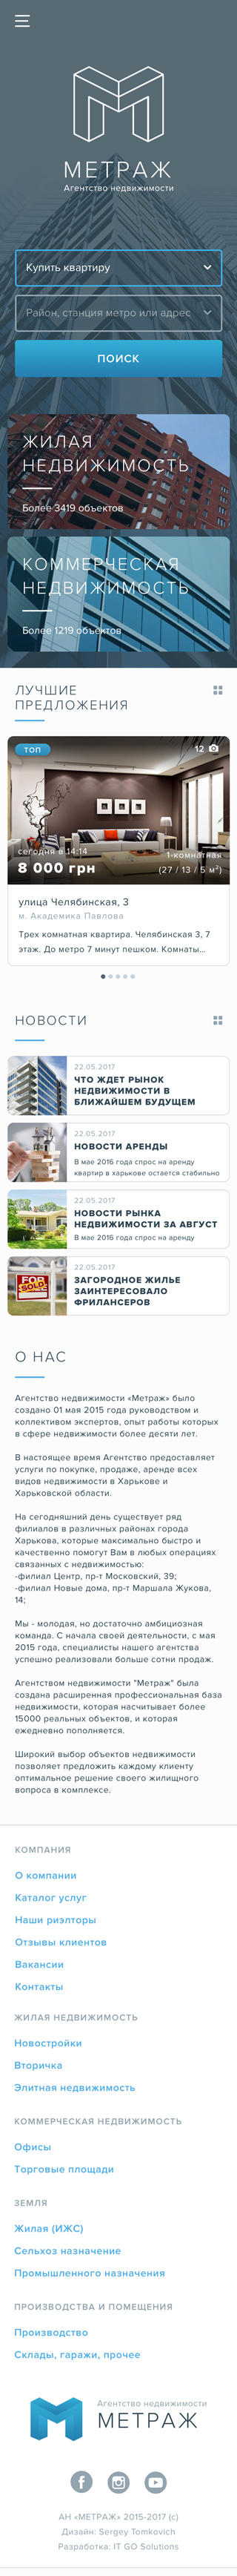 МЕТРАЖ
Агентство недвижимости
Купить квартиру
Район, станция метро или адрес
ПОИСК
ЖИЛАЯ
НЕДВИЖИМОСТЬ
Более 3419 объектов
КОММЕРЧЕСКАЯ
НЕДВИЖИМОСТЬ
Более 1219 объектов
ЛУЧШИЕ
ПРЕДЛОЖЕНИЯ
ТОП
12
сегодня в 14:14
8 000 грн
1-комнатная
(27 / 13 / 5 м²)
улица Челябинская, 3
м. Академика Павлова
Трех комнатная квартира. Челябинская 3, 7
этаж. До метро 7 минут пешком. Комнаты...
НОВОСТИ
22.05.2017
ЧТО ЖДЕТ РЫНОК
НЕДВИЖИМОСТИ В
БЛИЖАЙШЕМ БУДУЩЕМ
22.05.2017
НОВОСТИ АРЕНДЫ
В мае 2016 года спрос на аренду
квартир в харькове остается стабильно
22.05.2017
НОВОСТИ РЫНКА
НЕДВИЖИМОСТИ ЗА АВГУСТ
В мае 2016 года спрос на аренду
FOR
SOLD
22.05.2017
ЗАГОРОДНОЕ ЖИЛЬЕ
ЗАИНТЕРЕСОВАЛО
ФРИЛАНСЕРОВ
О НАС
Агентство недвижимости «Метраж» было
создано 01 мая 2015 года руководством и
коллективом экспертов, опыт работы которых
в сфере недвижимости более десяти лет.
В настоящее время Агентство предоставляет
услуги по покупке, продаже, аренде всех
видов недвижимости в Харькове и
Харьковской области.
На сегодняшний день существует ряд
филиалов в различных районах города
Харькова, которые максимально быстро и
качественно помогут Вам в любых операциях
связанных с недвижимостью:
-филиал Центр, пр-т Московский, 39;
-филиал Новые дома, пр-т Маршала Жукова,
14;
Мы - молодая, но достаточно амбициозная
команда. С начала своей деятельности, с мая
2015 года, специалисты нашего агентства
успешно реализовали больше сотни продаж.
Агентством недвижимости "Метраж" была
создана расширенная профессиональная база
недвижимости, которая насчитывает более
15000 реальных объектов, и которая
ежедневно пополняется.
Широкий выбор объектов недвижимости
позволяет предложить каждому клиенту
оптимальное решение своего жилищного
вопроса в комплексе.
КОМПАНИЯ
О компании
Каталог услуг
Наши риэлторы
Отзывы клиентов
Вакансии
Контакты
ЖИЛАЯ НЕДВИЖИМОСТЬ
Новостройки
Вторичка
Элитная недвижимость
КОММЕРЧЕСКАЯ НЕДВИЖИМОСТЬ
Офисы
Торговые площади
ЗЕМЛЯ
Жилая (ИЖС)
Сельхоз назначение
Промышленного назначения
ПРОИЗВОДСТВА И ПОМЕЩЕНИЯ
Производство
Склады, гаражи, прочее
Агентство недвижимости
МЕТРАЖ
АН «МЕТРАЖ» 2015-2017 (с)
Дизайн: Sergey Tomkovich
Разработка: IT GO Solutions